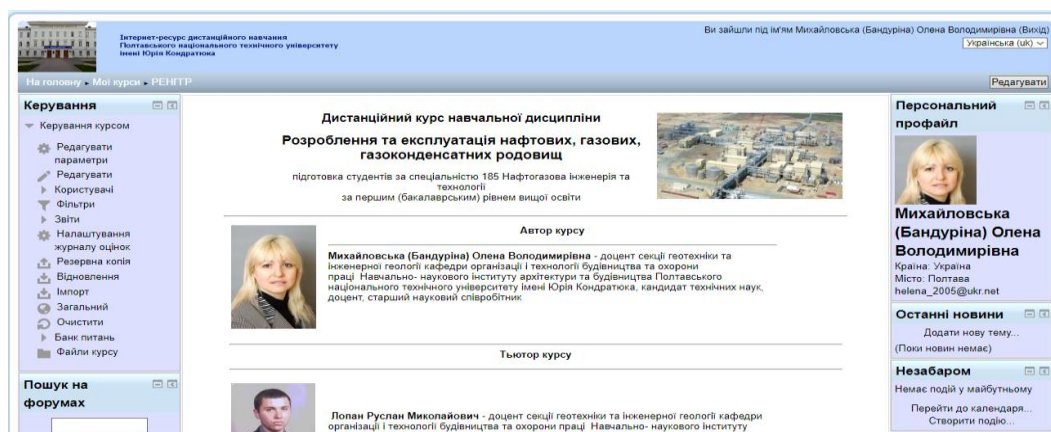 Інтернет-ресурс дистанційного навчання
Полтавського національного технічного університету
імені Юрія Кондратюка
Ви зайшли під ім'ям Михайловська (Бандуріна) Олена Володимирівна (Вихід)
Українська (uk)
На головну ▸ Мої курси ▸ РЕНГГР
Редагувати
Керування
Керування курсом
Редагувати
параметри
Редагувати
Користувачі
Фільтри
Звіти
Налаштування
журналу оцінок
Резервна копія
Відновлення
Імпорт
Загальний
Очистити
Банк питань
Файли курсу
Пошук на
форумах
Дистанційний курс навчальної дисципліни
Розроблення та експлуатація нафтових, газових,
газоконденсатних родовищ
підготовка студентів за спеціальністю 185 Нафтогазова інженерія та
технології
за першим (бакалаврським) рівнем вищої освіти
Автор курсу
Михайловська (Бандуріна) Олена Володимирівна - доцент секції геотехніки та
інженерної геології кафедри організації і технології будівництва та охорони
праці Навчально- наукового інституту архітектури та будівництва Полтавського
національного технічного університету імені Юрія Кондратюка, кандидат технічних наук,
доцент, старший науковий співробітник
Тьютор курсу
Лопан Руслан Миколайович - доцент секції геотехніки та інженерної геології кафедри
організації і технології будівництва та охорони праці Навчально- наукового інституту
Персональний
профайл
Михайловська
(Бандуріна) Олена
Володимирівна
Країна: Україна
Місто: Полтава
helena_2005@ukr.net
Останні новини
Додати нову тему...
(Поки новин немає)
Незабаром
Немає подій у майбутньому
Перейти до календаря...
Створити подію...